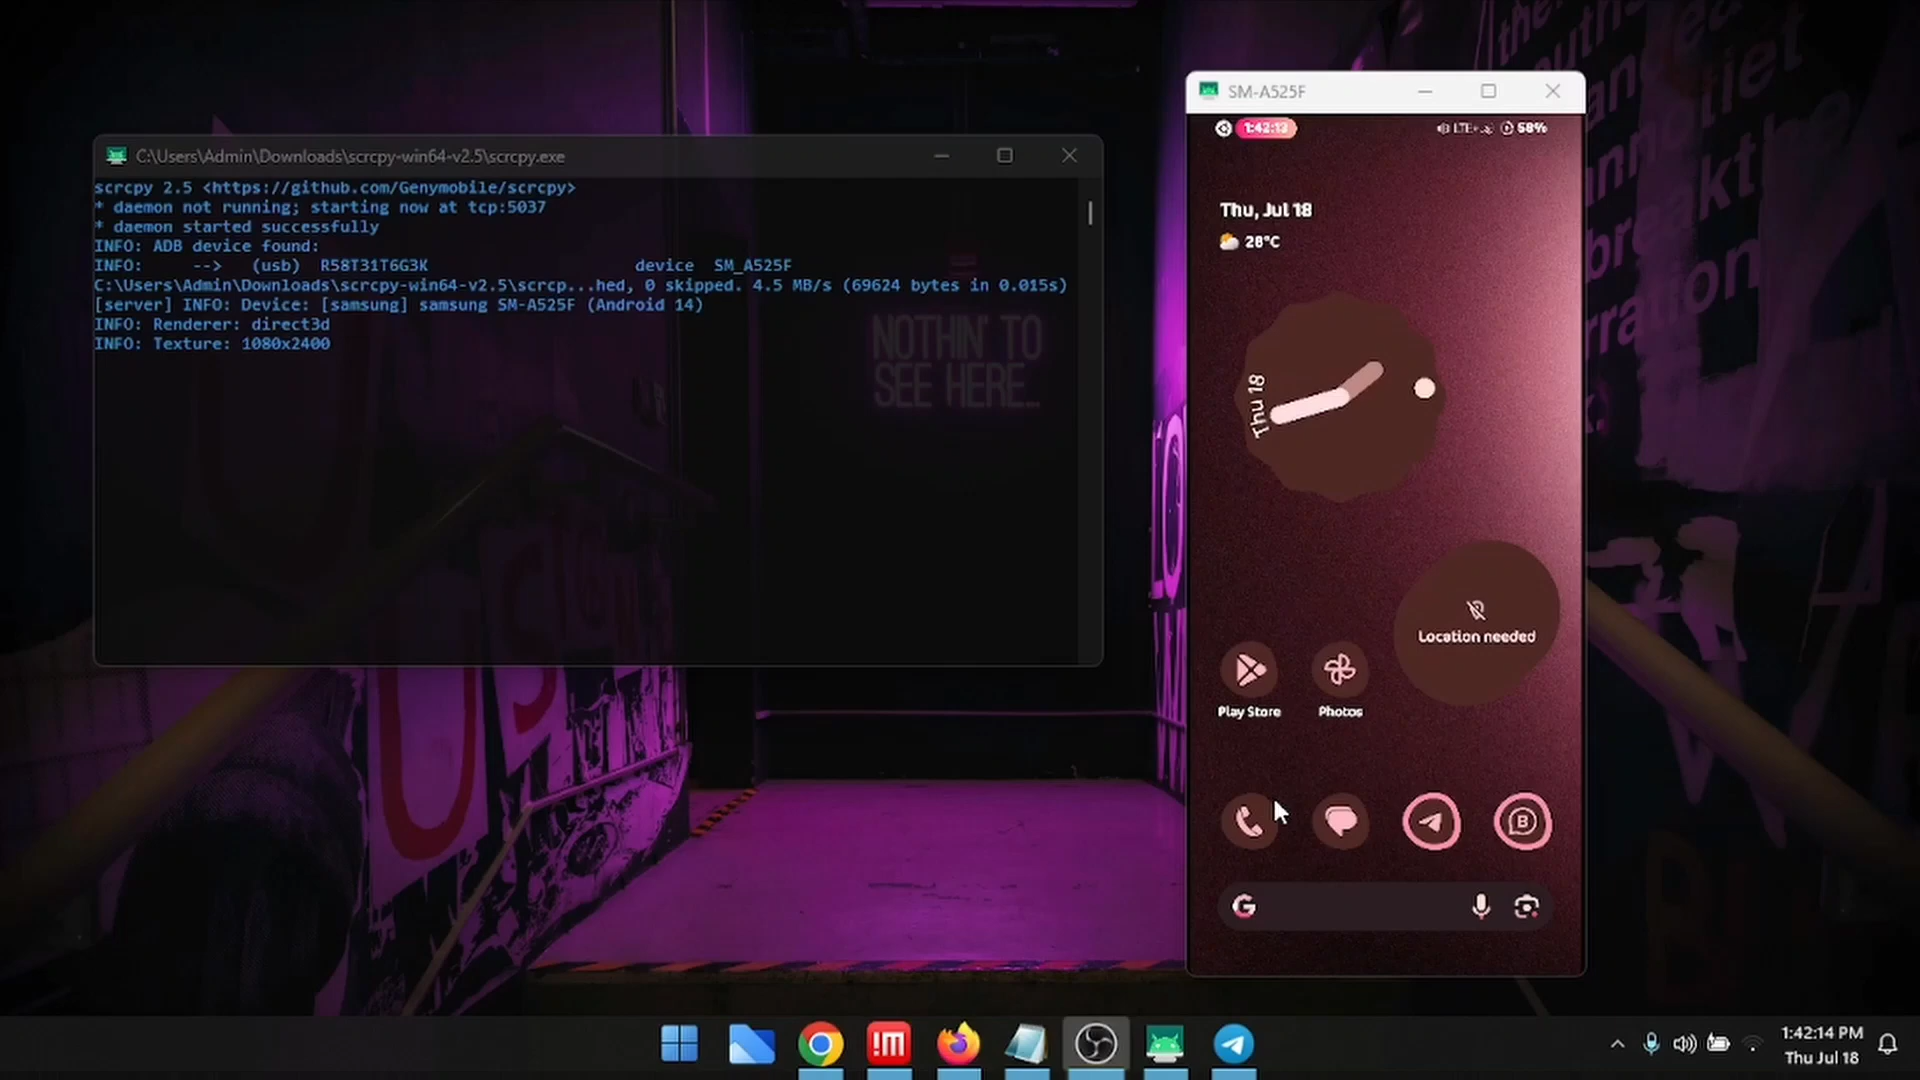 C:\Users\Admin\Downloads\scrcpy-win64-v2.5\scrcpy.exe
scrcpy 2.5 <https://github.com/Genymobile/scrcpy>
* daemon not running; starting now at tcp:5037
* daemon started successfully
INFO: ADB device found:
INFO:     -->   (usb)  R58T31T6G3K                     device  SM_A525F
C:\Users\Admin\Downloads\scrcpy-win64-v2.5\scrcp...hed, 0 skipped. 4.5 MB/s (69624 bytes in 0.015s)
[server] INFO: Device: [samsung] samsung SM-A525F (Android 14)
INFO: Renderer: direct3d
INFO: Texture: 1080x2400
NOTHIN' TO
SEE HERE...
SM-A525F
1:42:13
LTE+
58%
Thu, Jul 18
28°C
Thu 18
Location needed
Play Store
Photos
1:42:14 PM
Thu Jul 18